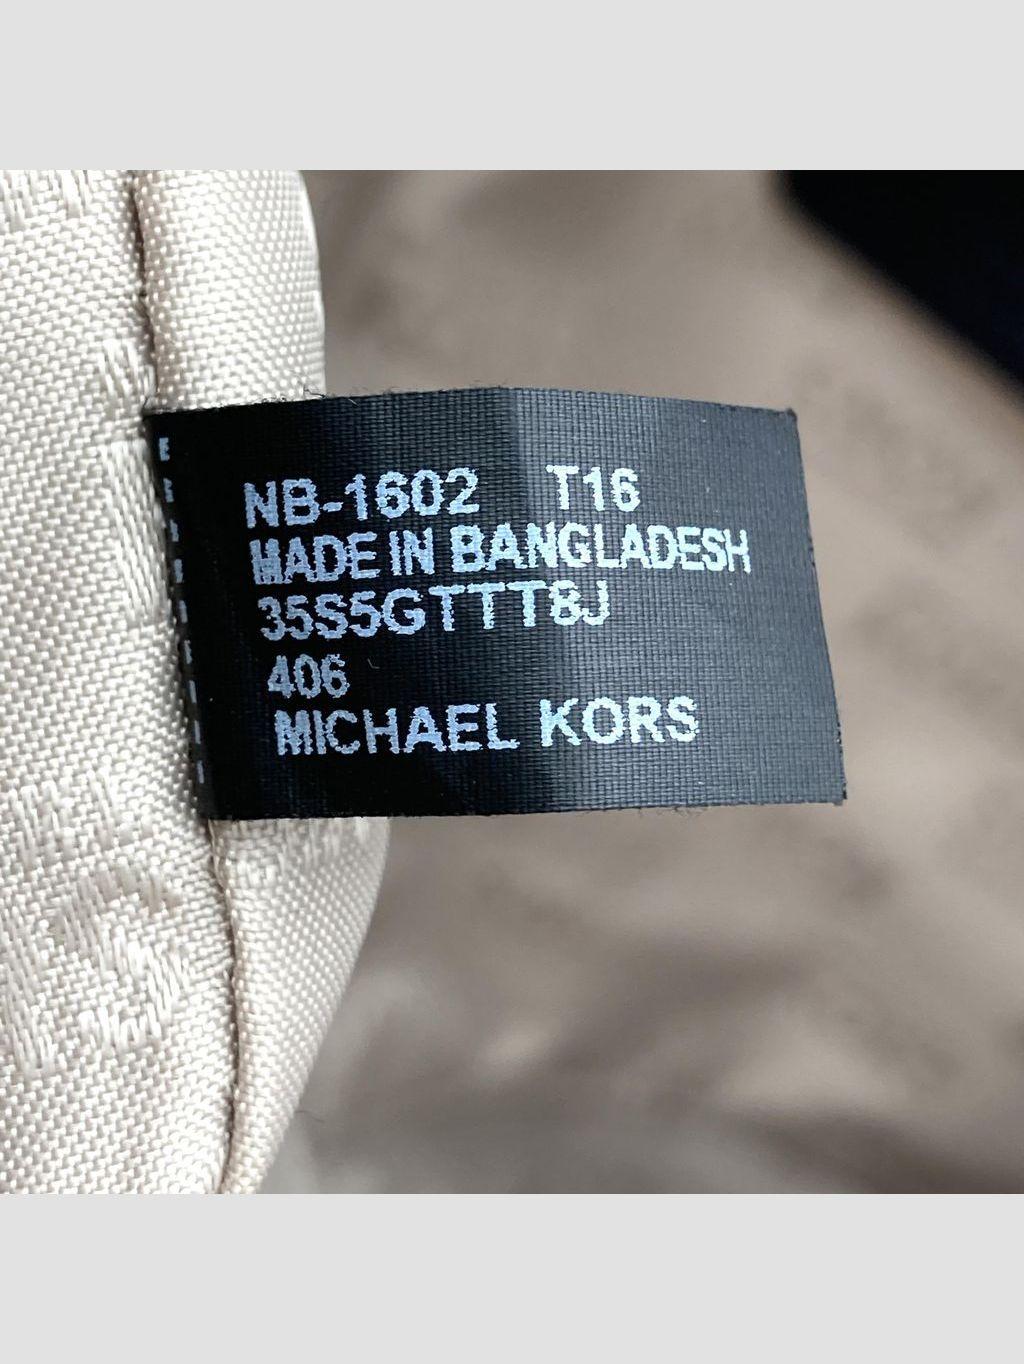 NB-1602 T16
MADE IN BANGLADESH
35S5GTTT8J
406
MICHAEL KORS